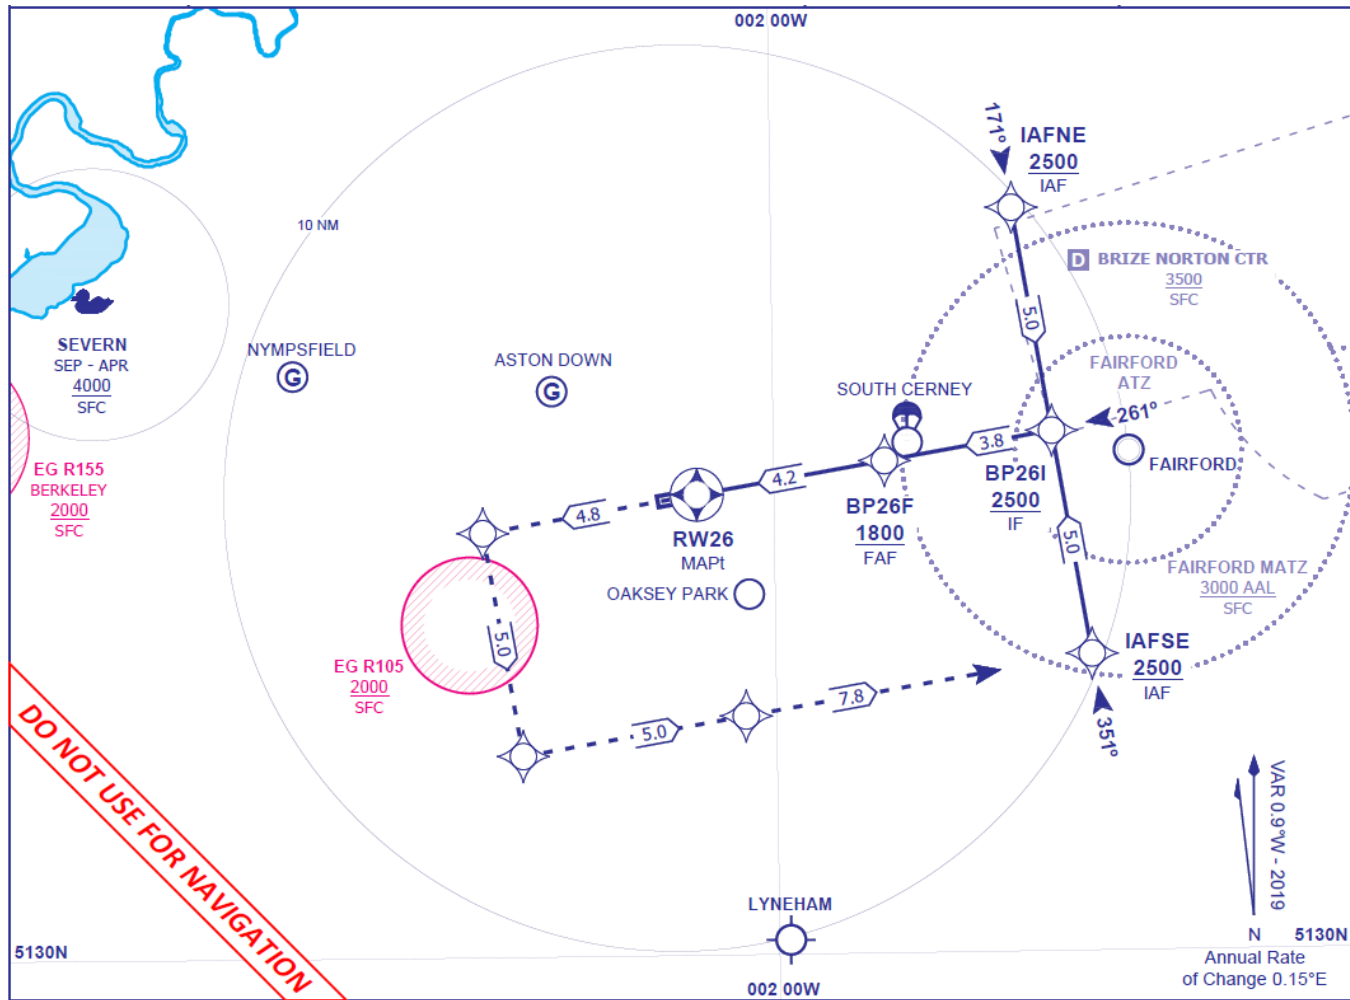 002 00W
171°
IAFNE
2500
IAF
10 NM
D BRIZE NORTON CTR
3500
SFC
SEVERN
SEP - APR
4000
SFC
NYMPSFIELD
G
ASTON DOWN
G
5.0
FAIRFORD
ATZ
SOUTH CERNEY
261º
3.8
FAIRFORD
EG R155
BERKELEY
2000
SFC
4.2
BP26I
2500
IF
BP26F
1800
FAF
4.8
RW26
MAPt
5.0
OAKSEY PARK
FAIRFORD MATZ
3000 AAL
SFC
5.0
EG R105
2000
SFC
IAFSE
2500
IAF
7.8
5.0
351º
DO NOT USE FOR NAVIGATION
VAR 0.9°W - 2019
LYNEHAM
5130N
N
5130N
Annual Rate
of Change 0.15°E
002 00W